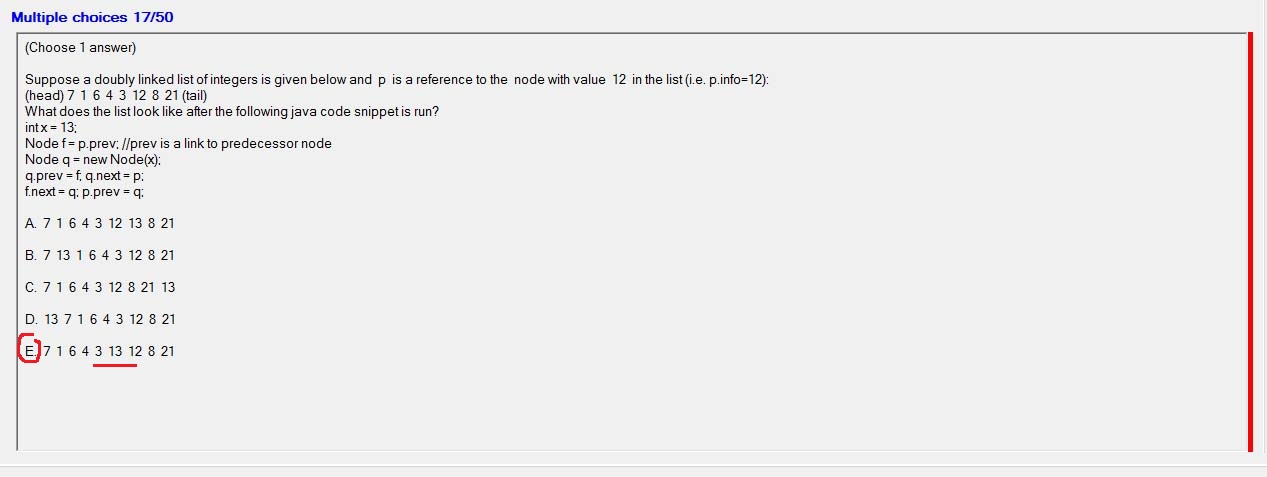 Multiple choices 17/50
(Choose 1 answer)
Suppose a doubly linked list of integers is given below and p is a reference to the node with value 12 in the list (i.e. p.info=12):
(head) 7 1 6 4 3 12 8 21 (tail)
What does the list look like after the following java code snippet is run?
int x = 13;
Node f = p.prev; //prev is a link to predecessor node
Node q = new Node(x);
q.prev = f; q.next = p;
f.next = q; p.prev = q;
A. 7 1 6 4 3 12 13 8 21
B. 7 13 1 6 4 3 12 8 21
C. 7 1 6 4 3 12 8 21 13
D. 13 7 1 6 4 3 12 8 21
E. 7 1 6 4 3 13 12 8 21